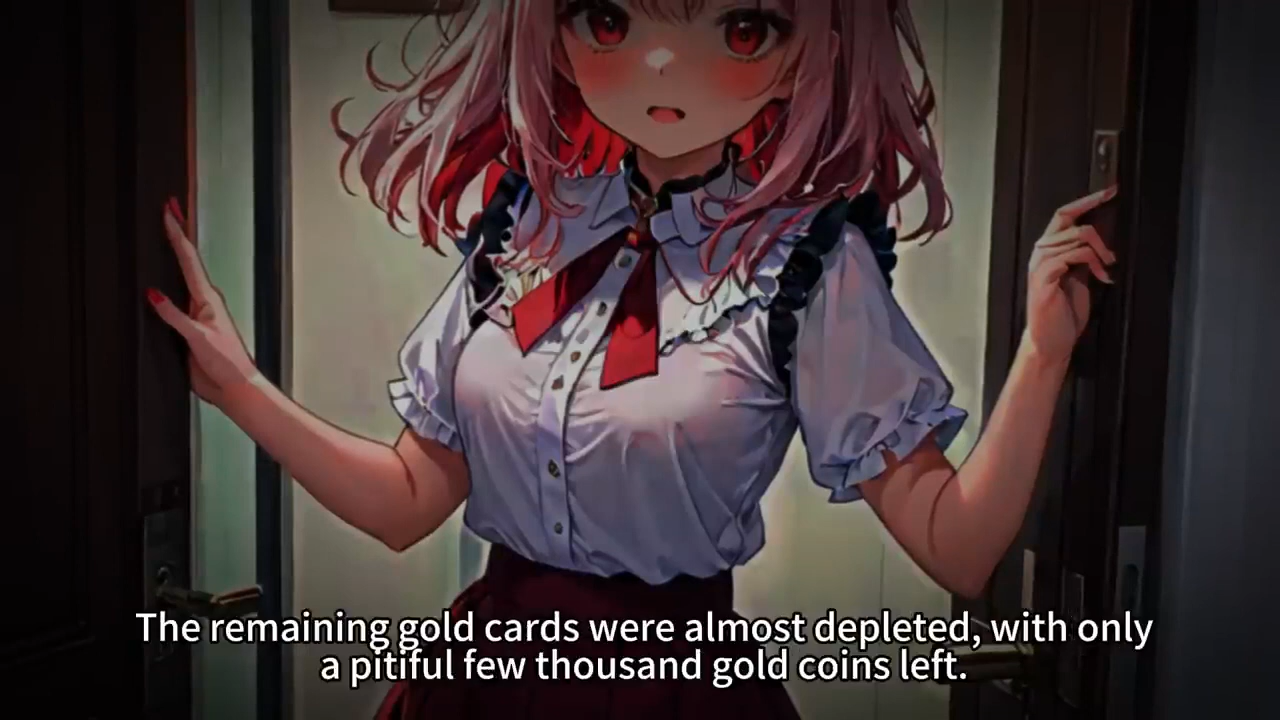 The remaining gold cards were almost depleted, with only
a pitiful few thousand gold coins left.